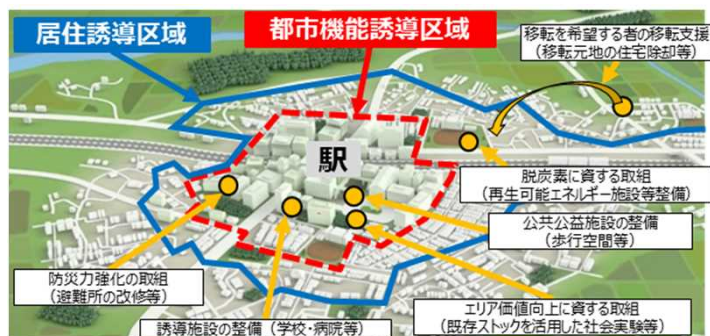 居住誘導区域
都市機能誘導区域
移転を希望する者の移転支援
（移転元地の住宅除却等）
駅
脱炭素に資する取組
（再生可能エネルギー施設等整備）
公共公益施設の整備
（歩行空間等）
防災力強化の取組
（避難所の改修等）
誘導施設の整備（学校・病院等）
エリア価値向上に資する取組
（既存ストックを活用した社会実験等）